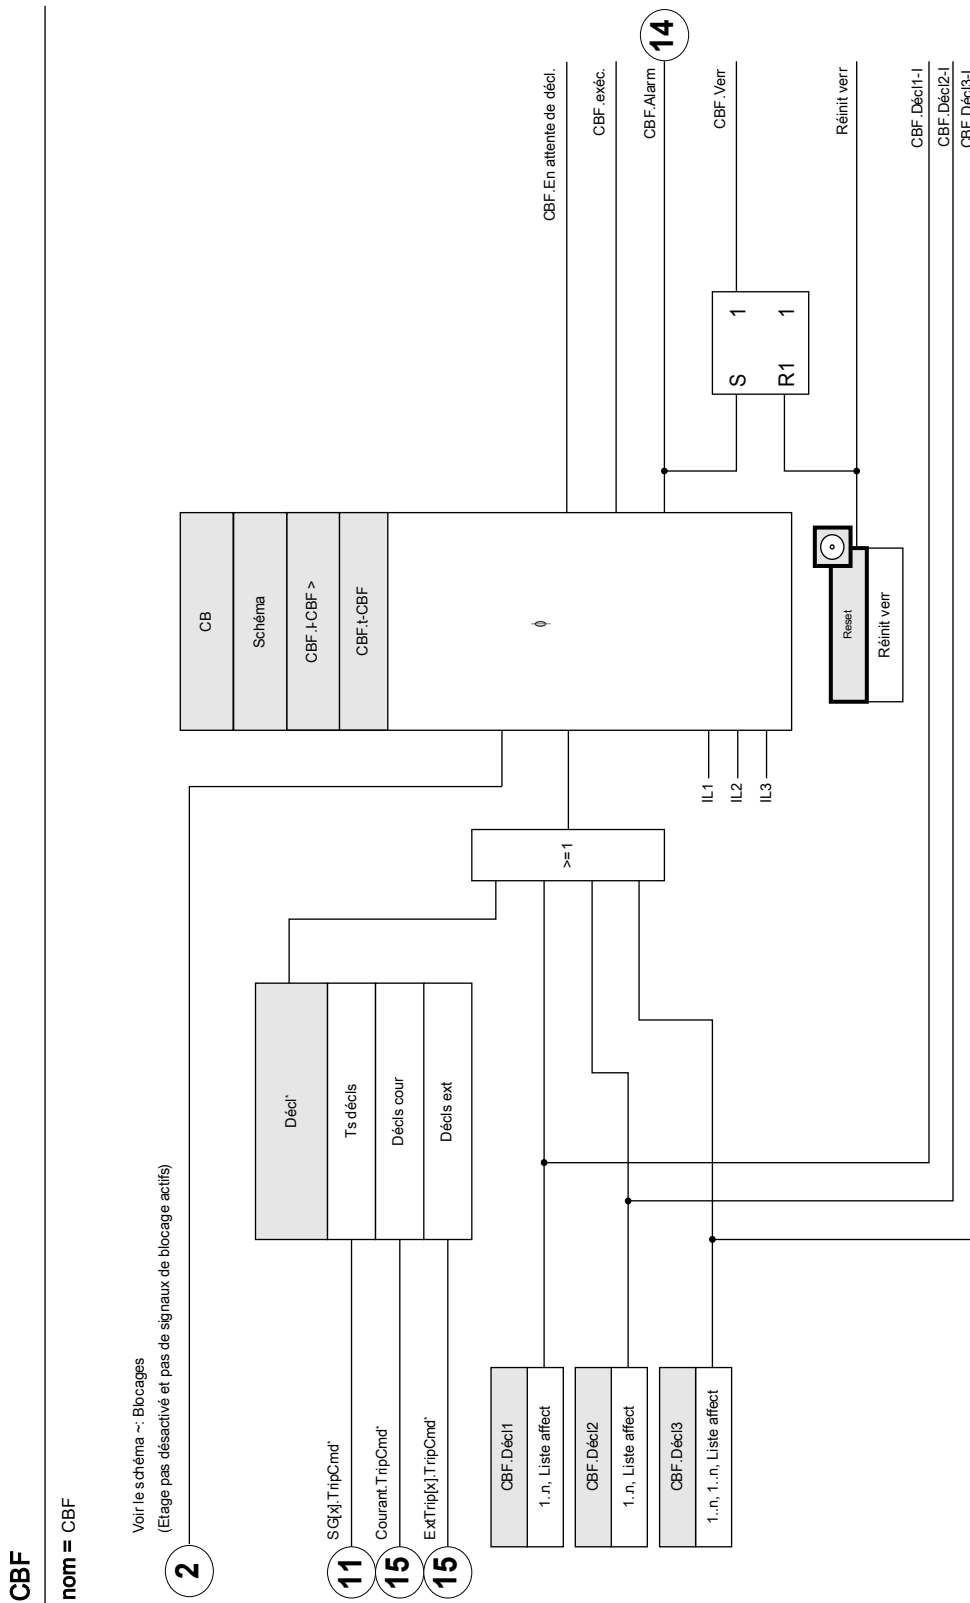 CBF
nom = CBF
Voir le schéma ~: Blocages
(Etage pas désactivé et pas de signaux de blocage actifs)
2
SG[x].TripCmd*
11
Courant.TripCmd*
15
ExtTrip[x].TripCmd*
15
Décl*
Ts décls
Décls cour
Décls ext
CBF.Décl1
1..n, Liste affect
CBF.Décl2
1..n, Liste affect
CBF.Décl3
1..n, 1..n, Liste affect
>=1
CB
Schéma
CBF.I-CBF >
CBF.t-CBF
ϕ
IL1
IL2
IL3
Reset
Réinit verr
S 1
R1 1
CBF.En attente de décl.
CBF.exéc.
CBF.Alarm
14
CBF.Verr
Réinit verr
CBF.Décl1-I
CBF.Décl2-I
CBF.Décl3-I